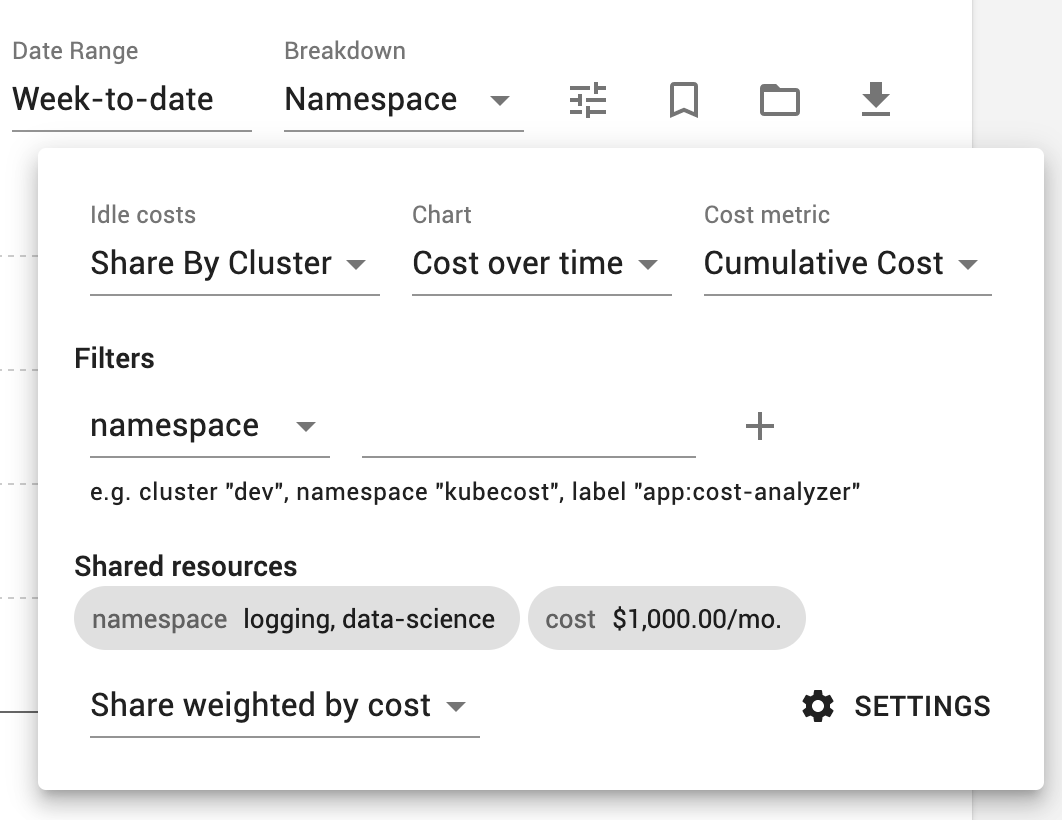 Date Range Breakdown
Week-to-date Namespace
Idle costs Chart Cost metric
Share By Cluster Cost over time Cumulative Cost
Filters
namespace
e.g. cluster "dev", namespace "kubecost", label "app:cost-analyzer"
Shared resources
namespace logging, data-science cost $1,000.00/mo.
Share weighted by cost SETTINGS